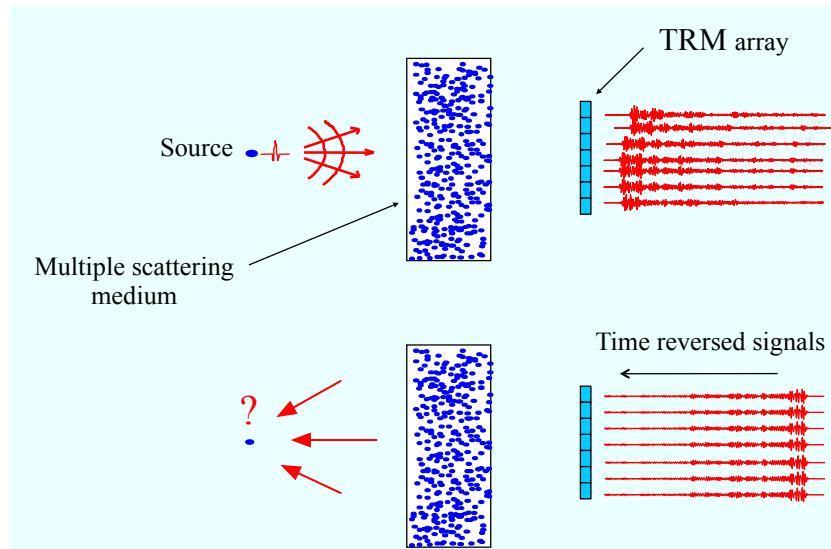 TRM array
Source
Multiple scattering
medium
Time reversed signals
?